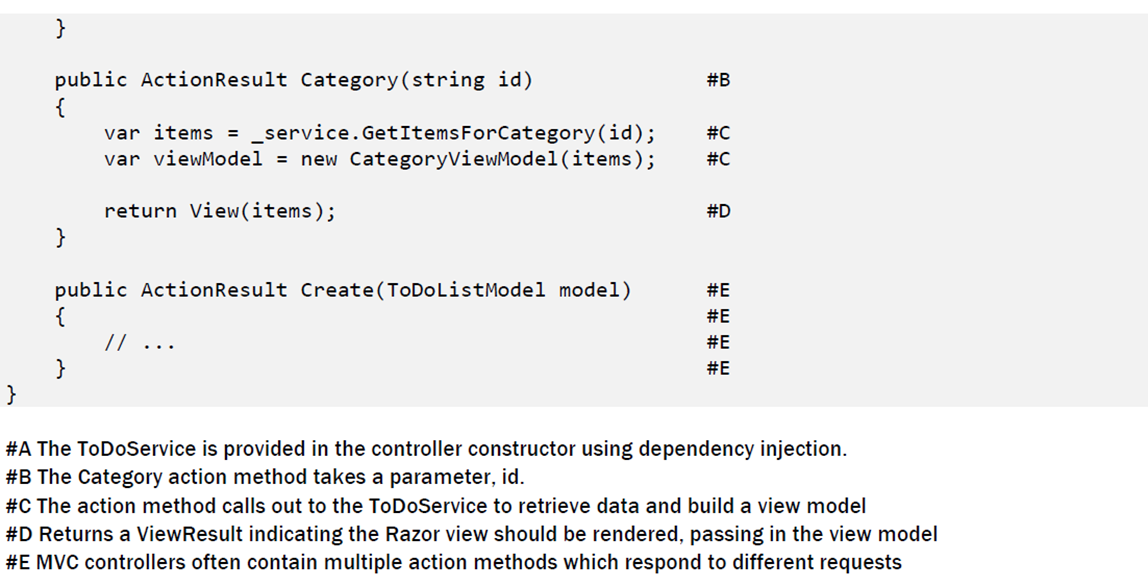 }
public ActionResult Category(string id) #B
{
var items = _service.GetItemsForCategory(id); #C
var viewModel = new CategoryViewModel(items); #C
return View(items); #D
}
public ActionResult Create(ToDoListModel model) #E
{ #E
// ... #E
} #E
}
#A The ToDoService is provided in the controller constructor using dependency injection.
#B The Category action method takes a parameter, id.
#C The action method calls out to the ToDoService to retrieve data and build a view model
#D Returns a ViewResult indicating the Razor view should be rendered, passing in the view model
#E MVC controllers often contain multiple action methods which respond to different requests